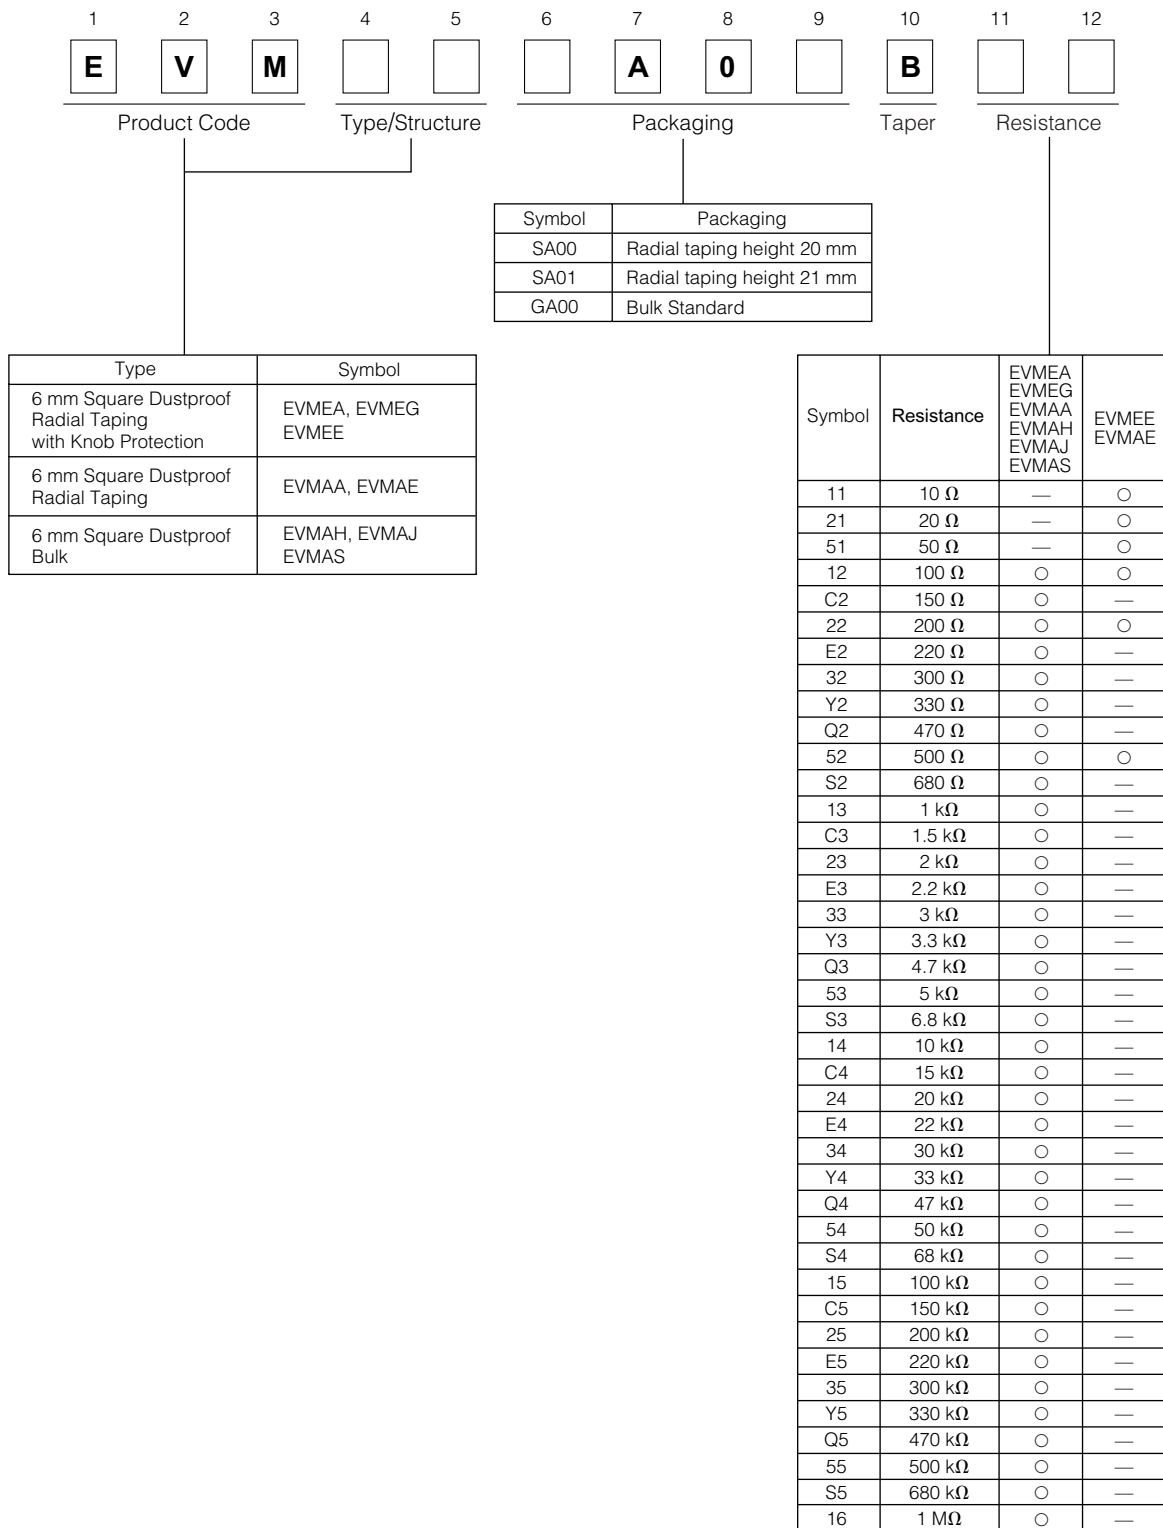 1 2 3 4 5 6 7 8 9 10 11 12
E V M A 0 B
Product Code Type/Structure Packaging Taper Resistance
Symbol Packaging
SA00 Radial taping height 20 mm
SA01 Radial taping height 21 mm
GA00 Bulk Standard
Type Symbol
6 mm Square Dustproof
Radial Taping
with Knob Protection
EVMEA, EVMEG
EVMEE
6 mm Square Dustproof
Radial Taping
EVMAA, EVMAE
6 mm Square Dustproof
Bulk
EVMAH, EVMAJ
EVMAS
Symbol Resistance
EVMEA
EVMEG
EVMAA
EVMAH
EVMAJ
EVMAS
EVMEE
EVMAE
11 10 Ω — ○
21 20 Ω — ○
51 50 Ω — ○
12 100 Ω ○ ○
C2 150 Ω ○ —
22 200 Ω ○ ○
E2 220 Ω ○ —
32 300 Ω ○ —
Y2 330 Ω ○ —
Q2 470 Ω ○ —
52 500 Ω ○ ○
S2 680 Ω ○ —
13 1 kΩ ○ —
C3 1.5 kΩ ○ —
23 2 kΩ ○ —
E3 2.2 kΩ ○ —
33 3 kΩ ○ —
Y3 3.3 kΩ ○ —
Q3 4.7 kΩ ○ —
53 5 kΩ ○ —
S3 6.8 kΩ ○ —
14 10 kΩ ○ —
C4 15 kΩ ○ —
24 20 kΩ ○ —
E4 22 kΩ ○ —
34 30 kΩ ○ —
Y4 33 kΩ ○ —
Q4 47 kΩ ○ —
54 50 kΩ ○ —
S4 68 kΩ ○ —
15 100 kΩ ○ —
C5 150 kΩ ○ —
25 200 kΩ ○ —
E5 220 kΩ ○ —
35 300 kΩ ○ —
Y5 330 kΩ ○ —
Q5 470 kΩ ○ —
55 500 kΩ ○ —
S5 680 kΩ ○ —
16 1 MΩ ○ —